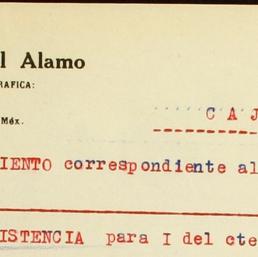 l Alamo
RAFICA:
Méx.
C A J
IENTO correspondiente al
ISTENCIA para I del cte